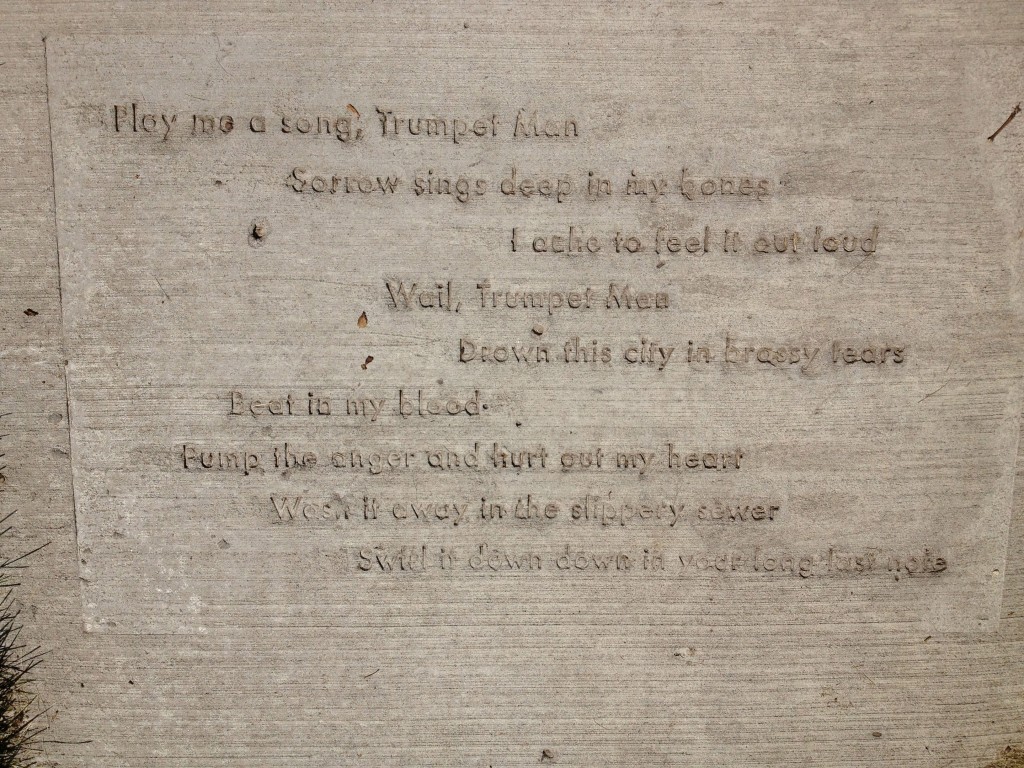 Play me a song, Trumpet Man
Sorrow sings deep in my bones
I ache to feel it out loud
Wail, Trumpet Man
Drown this city in brassy tears
Beat in my blood.
Pump the anger and hurt out my heart
Wash it away in the slippery sewer
Swirl it down down in your long last note